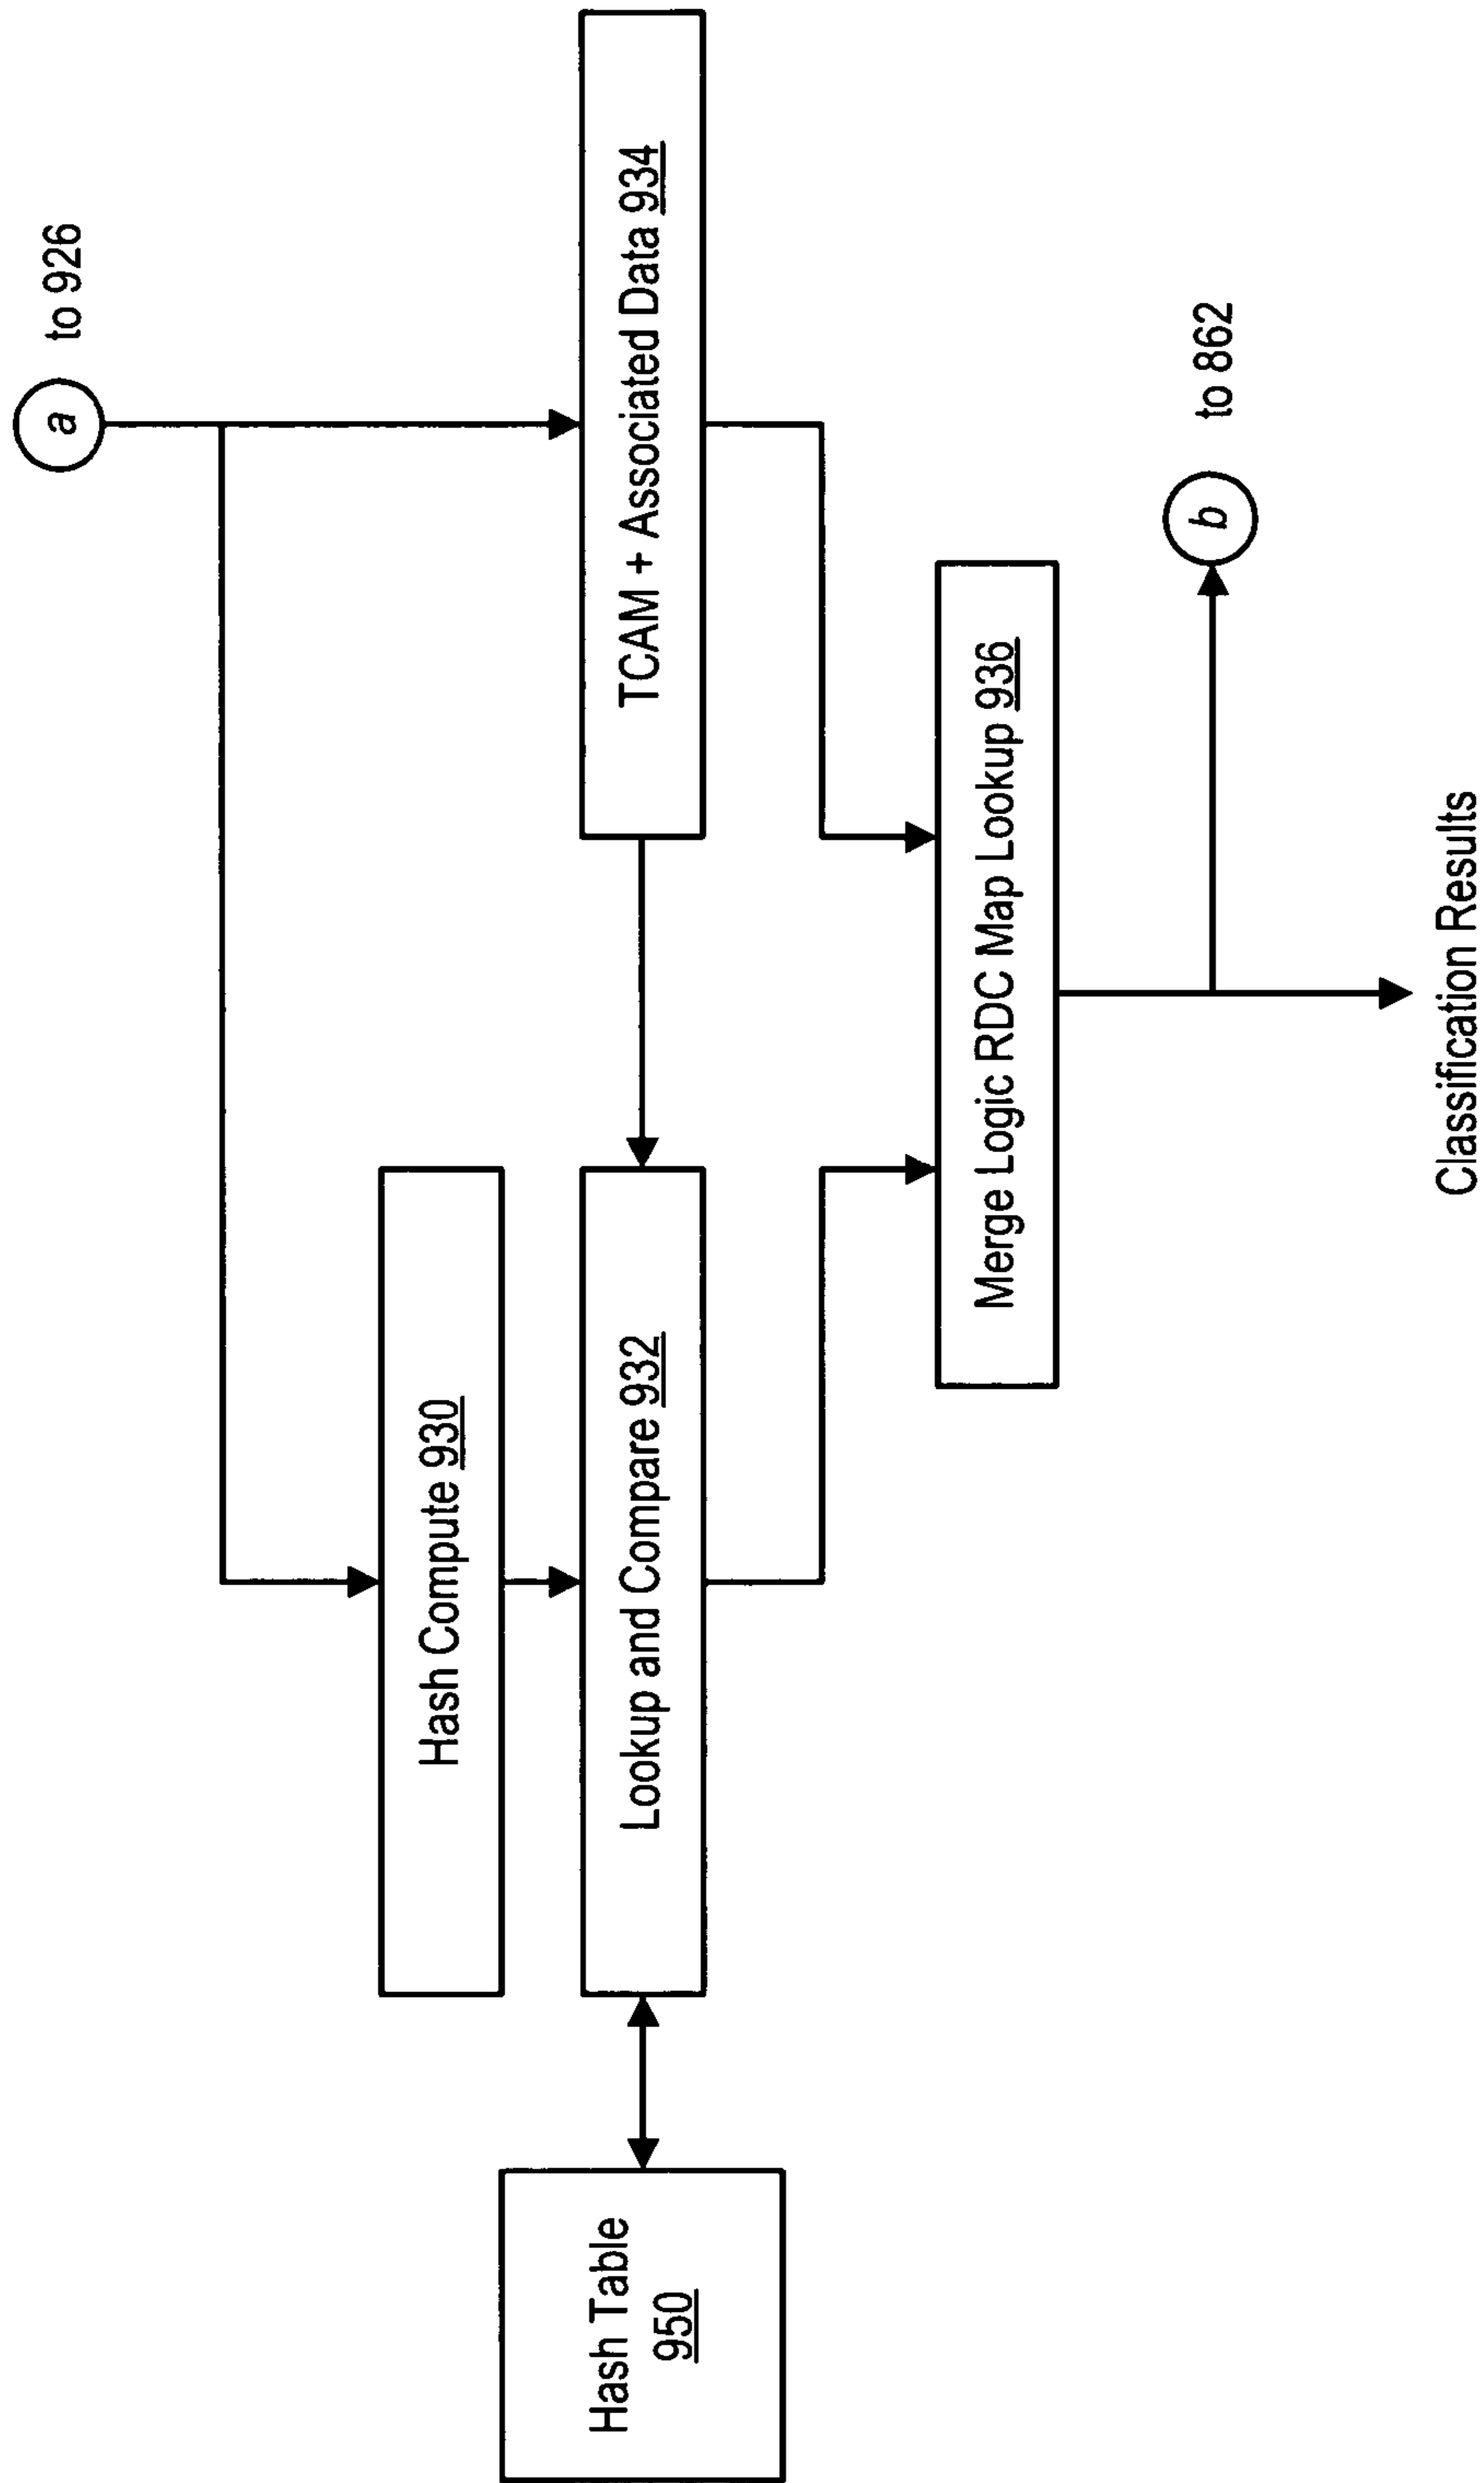 a
to 926
Hash Compute 930
Hash Table
950
Lookup and Compare 932
TCAM + Associated Data 934
Merge Logic RDC Map Lookup 936
b
to 862
Classification Results